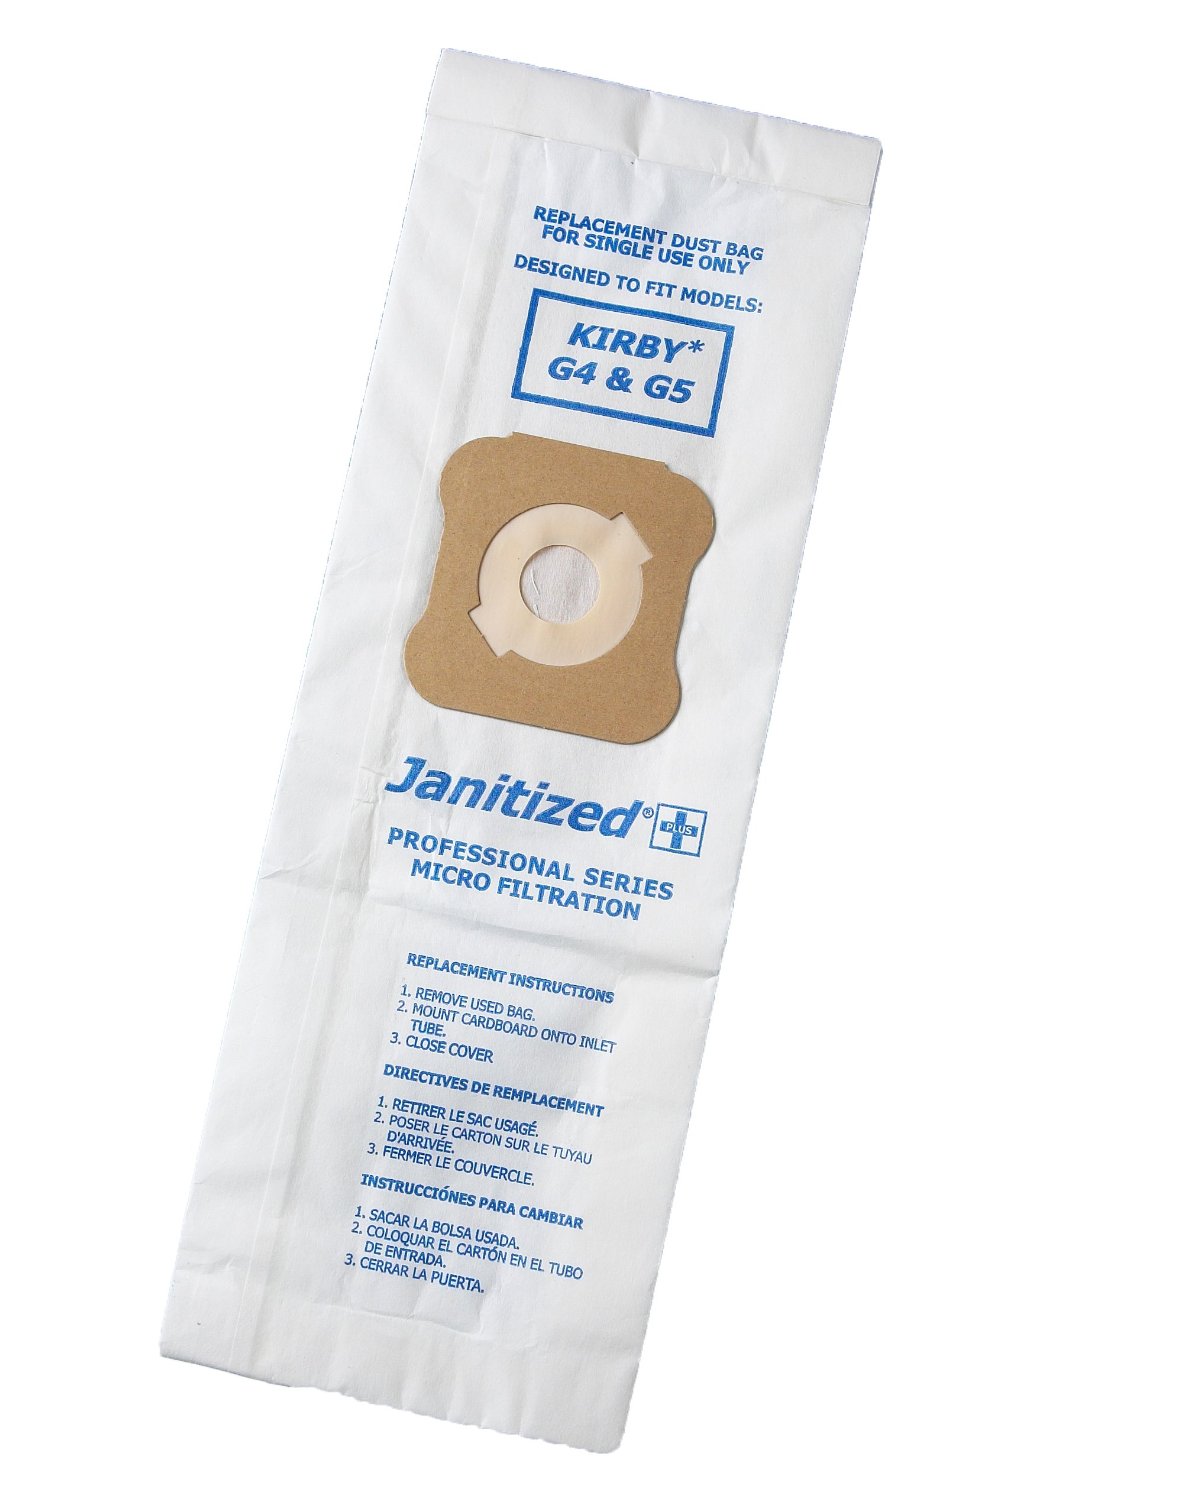 REPLACEMENT DUST BAG
FOR SINGLE USE ONLY
DESIGNED TO FIT MODELS:
KIRBY*
G4 & G5
Janitized® PLUS
PROFESSIONAL SERIES
MICRO FILTRATION
REPLACEMENT INSTRUCTIONS
1. REMOVE USED BAG.
2. MOUNT CARDBOARD ONTO INLET
TUBE.
3. CLOSE COVER
DIRECTIVES DE REMPLACEMENT
1. RETIRER LE SAC USAGÉ.
2. POSER LE CARTON SUR LE TUYAU
D'ARRIVÉE.
3. FERMER LE COUVERCLE.
INSTRUCCIÓNES PARA CAMBIAR
1. SACAR LA BOLSA USADA.
2. COLOQUAR EL CARTÓN EN EL TUBO
DE ENTRADA.
3. CERRAR LA PUERTA.